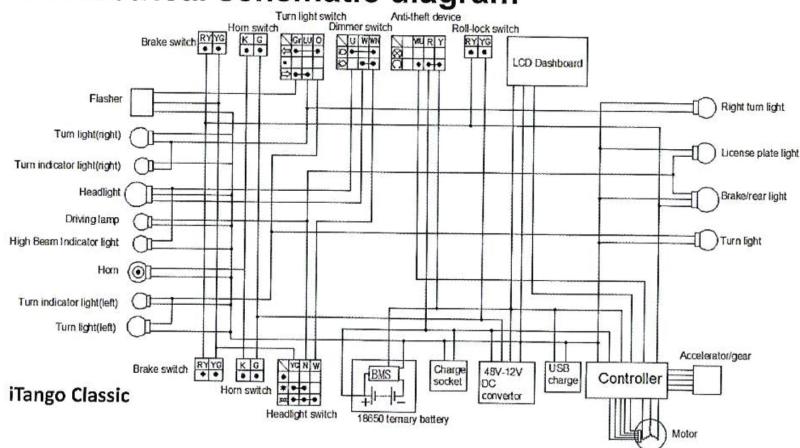 Turn light switch
Anti-theft device
Horn switch
Dimmer switch
Roll-lock switch
Brake switch
RY YG
K G
Gr LU O
U W WN
WU R Y
RY YG
LCD Dashboard
Flasher
Right turn light
Turn light(right)
License plate light
Turn indicator light(right)
Headlight
Brake/rear light
Driving lamp
High Beam Indicator light
Turn light
Horn
Turn indicator light(left)
Turn light(left)
Accelerator/gear
Brake switch
RY YG
K G
YG N W
BMS
Charge
socket
48V-12V
DC
convertor
USB
charge
Controller
iTango Classic
Horn switch
Headlight switch
18650 ternary battery
Motor